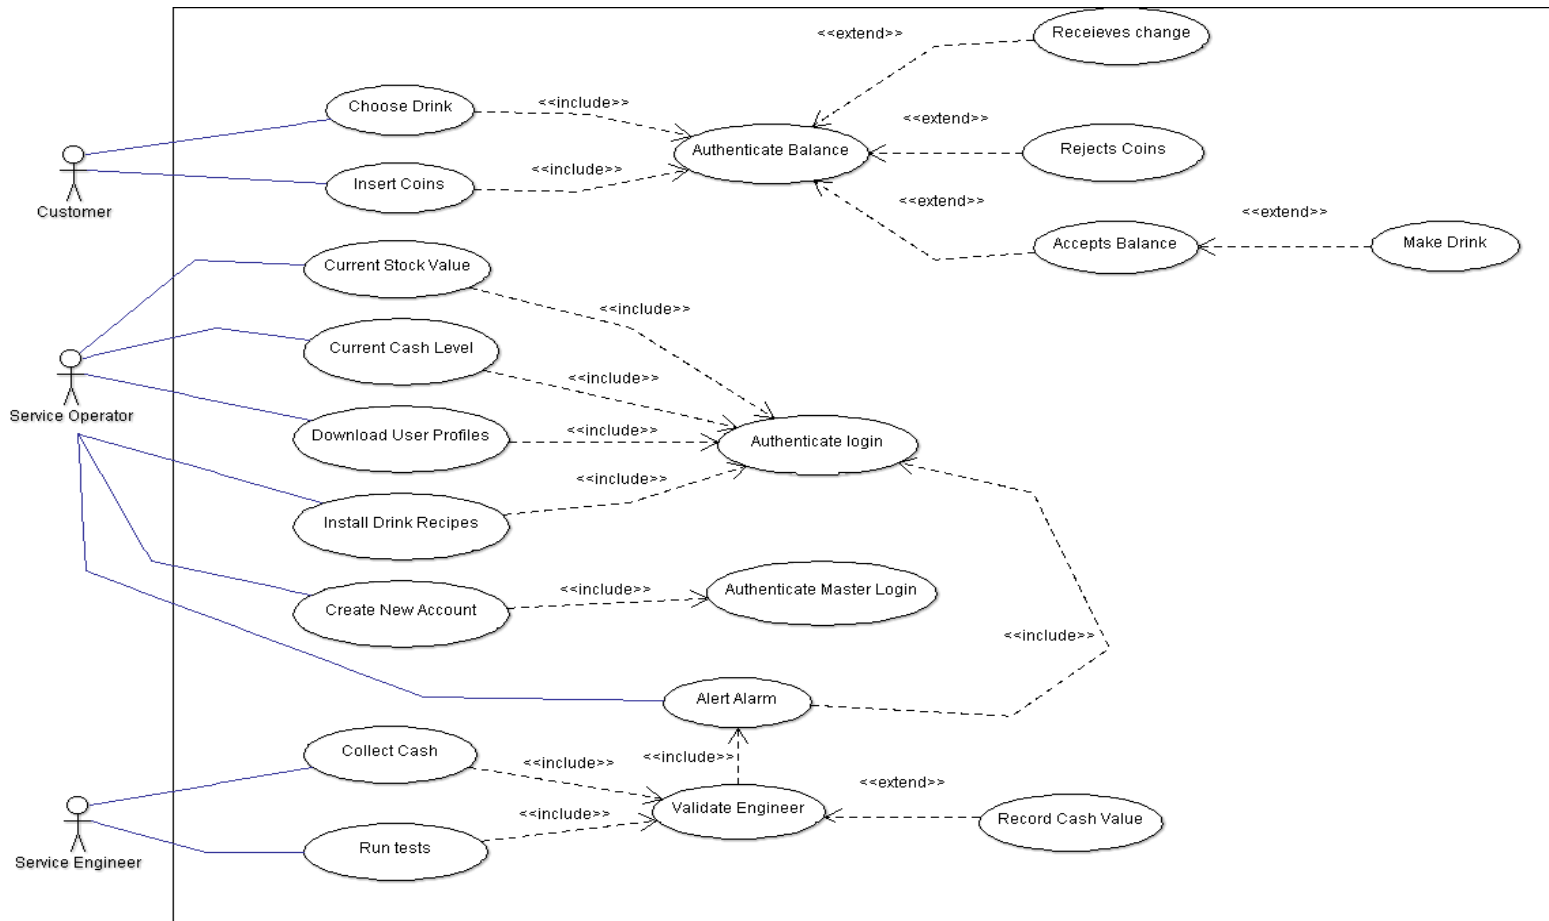 <<extend>>
Receieves change
Choose Drink
<<include>>
<<extend>>
Authenticate Balance
Rejects Coins
<<include>>
Insert Coins
Customer
<<extend>>
<<extend>>
Accepts Balance
Make Drink
Current Stock Value
<<include>>
Current Cash Level
<<include>>
Service Operator
Download User Profiles
<<include>>
Authenticate login
<<include>>
Install Drink Recipes
<<include>>
Authenticate Master Login
Create New Account
<<include>>
Alert Alarm
Collect Cash
<<include>>
<<include>>
<<extend>>
Validate Engineer
<<include>>
Record Cash Value
Run tests
Service Engineer